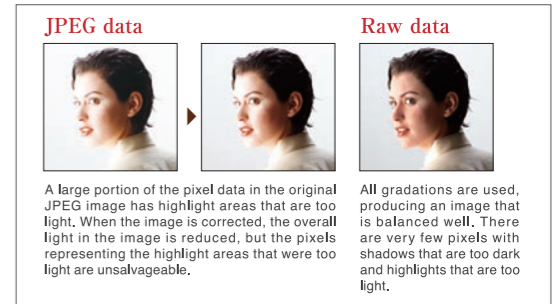 JPEG data
Raw data
A large portion of the pixel data in the original
JPEG image has highlight areas that are too
light. When the image is corrected, the overall
light in the image is reduced, but the pixels
representing the highlight areas that were too
light are unsalvageable.
All gradations are used,
producing an image that
is balanced well. There
are very few pixels with
shadows that are too dark
and highlights that are too
light.